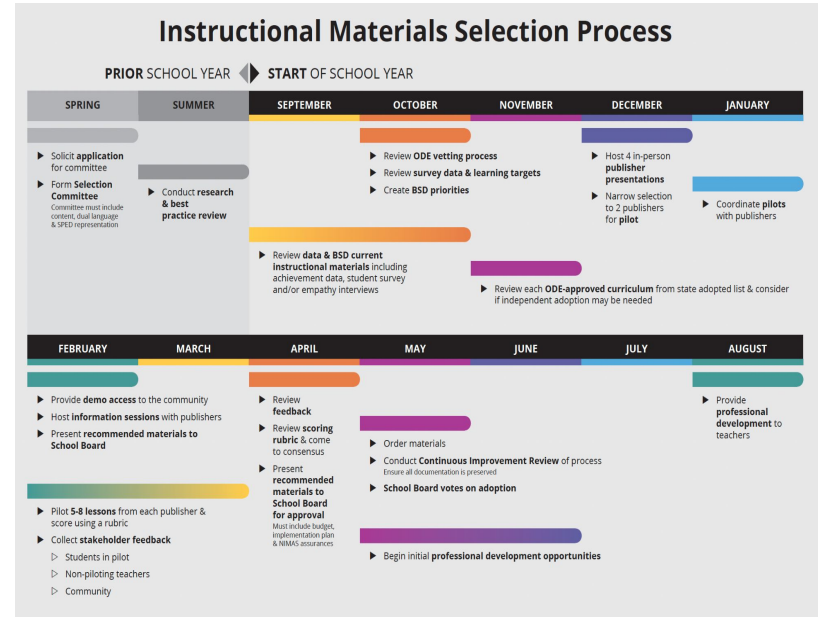 Instructional Materials Selection Process
PRIOR SCHOOL YEAR
START OF SCHOOL YEAR
SPRING
SUMMER
SEPTEMBER
OCTOBER
NOVEMBER
DECEMBER
JANUARY
Solicit application
for committee
Form Selection
Committee
Committee must include
content, dual language
& SPED representation
Conduct research
& best
practice review
Review data & BSD current
instructional materials including
achievement data, student survey
and/or empathy interviews
Review ODE vetting process
Review survey data & learning targets
Create BSD priorities
Review each ODE-approved curriculum from state adopted list & consider
if independent adoption may be needed
Host 4 in-person
publisher
presentations
Narrow selection
to 2 publishers
for pilot
Coordinate pilots
with publishers
FEBRUARY
MARCH
APRIL
MAY
JUNE
JULY
AUGUST
Provide demo access to the community
Host information sessions with publishers
Present recommended materials to
School Board
Pilot 5-8 lessons from each publisher &
score using a rubric
Collect stakeholder feedback
Students in pilot
Non-piloting teachers
Community
Review
feedback
Review scoring
rubric & come
to consensus
Present
recommended
materials to
School Board
for approval
Must include budget,
implementation plan
& NIMAS assurances
Order materials
Conduct Continuous Improvement Review of process
Ensure all documentation is preserved
School Board votes on adoption
Begin initial professional development opportunities
Provide
professional
development to
teachers